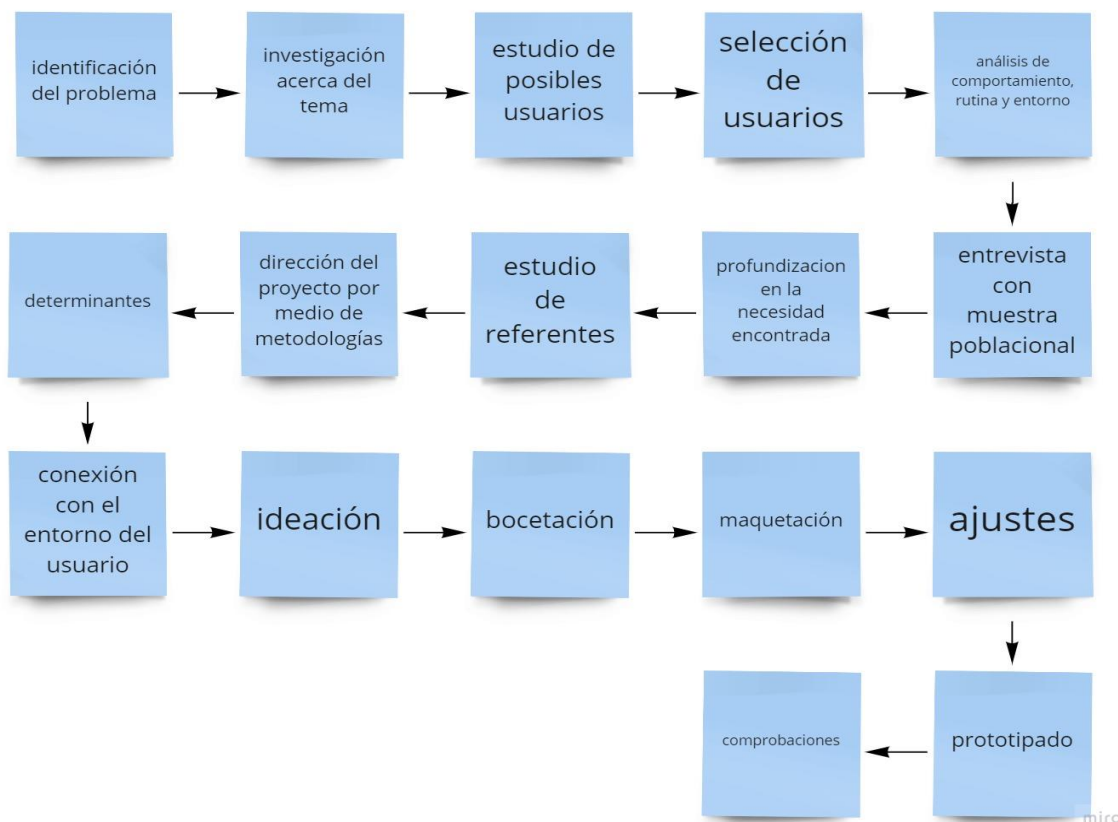 identificación
del problema
investigación
acerca del
tema
estudio de
posibles
usuarios
selección
de
usuarios
análisis de
comportamiento,
rutina y entorno
entrevista
con
muestra
poblacional
profundizacion
en la
necesidad
encontrada
estudio
de
referentes
dirección del
proyecto por
medio de
metodologías
determinantes
conexión
con el
entorno del
usuario
ideación
bocetación
maquetación
ajustes
prototipado
comprobaciones